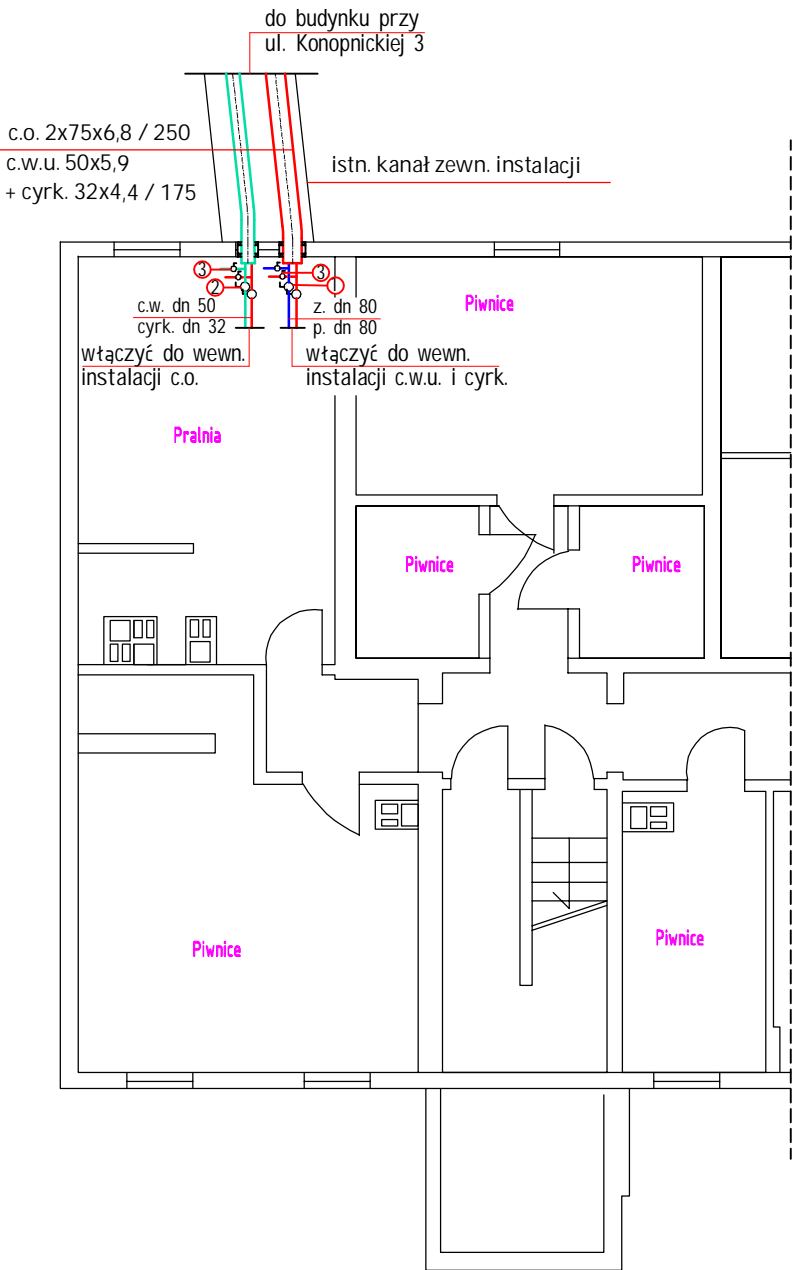 do budynku przy
ul. Konopnickiej 3
c.o. 2x75x6,8 / 250
c.w.u. 50x5,9
+ cyrk. 32x4,4 / 175
istn. kanał zewn. instalacji
3
2
3
1
c.w. dn 50
cyrk. dn 32
z. dn 80
p. dn 80
Piwnice
włączyć do wewn.
instalacji c.o.
włączyć do wewn.
instalacji c.w.u. i cyrk.
Pralnia
Piwnice
Piwnice
Piwnice
Piwnice